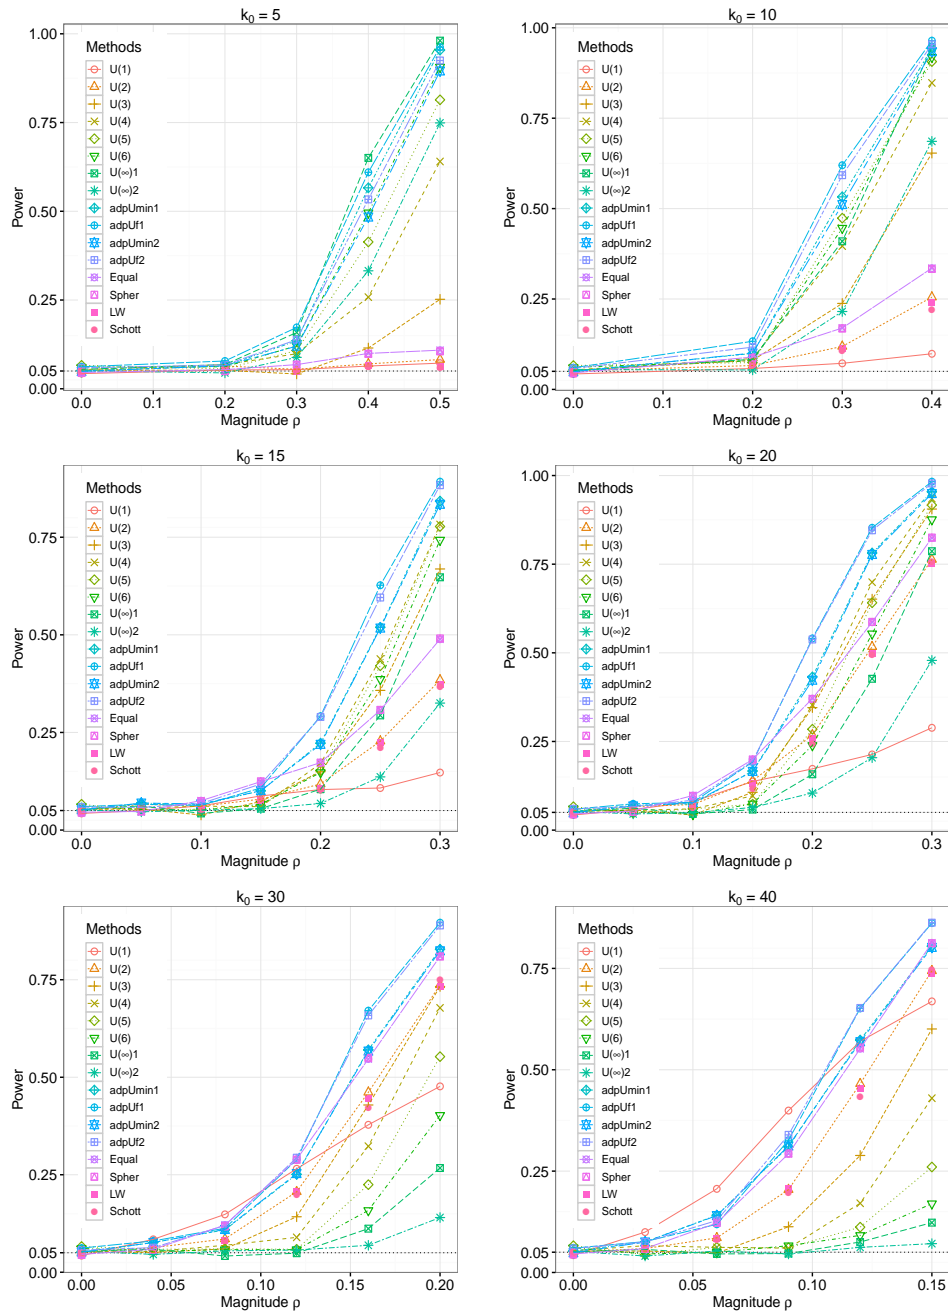 k0 = 5
Methods
U(1)
U(2)
U(3)
U(4)
U(5)
U(6)
U(∞)1
U(∞)2
adpUmin1
adpUf1
adpUmin2
adpUf2
Equal
Spher
LW
Schott
1.00
0.75
0.50
0.25
0.05
Power
0.0
0.1
0.2
0.3
0.4
0.5
Magnitude ρ
k0 = 10
Methods
U(1)
U(2)
U(3)
U(4)
U(5)
U(6)
U(∞)1
U(∞)2
adpUmin1
adpUf1
adpUmin2
adpUf2
Equal
Spher
LW
Schott
1.00
0.75
0.50
0.25
0.05
0.00
Power
0.0
0.1
0.2
0.3
0.4
Magnitude ρ
k0 = 15
Methods
U(1)
U(2)
U(3)
U(4)
U(5)
U(6)
U(∞)1
U(∞)2
adpUmin1
adpUf1
adpUmin2
adpUf2
Equal
Spher
LW
Schott
0.75
0.50
0.25
0.05
0.00
Power
0.0
0.1
0.2
0.3
Magnitude ρ
k0 = 20
Methods
U(1)
U(2)
U(3)
U(4)
U(5)
U(6)
U(∞)1
U(∞)2
adpUmin1
adpUf1
adpUmin2
adpUf2
Equal
Spher
LW
Schott
1.00
0.75
0.50
0.25
0.05
0.00
Power
0.0
0.1
0.2
0.3
Magnitude ρ
k0 = 30
Methods
U(1)
U(2)
U(3)
U(4)
U(5)
U(6)
U(∞)1
U(∞)2
adpUmin1
adpUf1
adpUmin2
adpUf2
Equal
Spher
LW
Schott
0.75
0.50
0.25
0.05
0.00
Power
0.00
0.05
0.10
0.15
0.20
Magnitude ρ
k0 = 40
Methods
U(1)
U(2)
U(3)
U(4)
U(5)
U(6)
U(∞)1
U(∞)2
adpUmin1
adpUf1
adpUmin2
adpUf2
Equal
Spher
LW
Schott
0.75
0.50
0.25
0.05
0.00
Power
0.00
0.05
0.10
0.15
Magnitude ρ